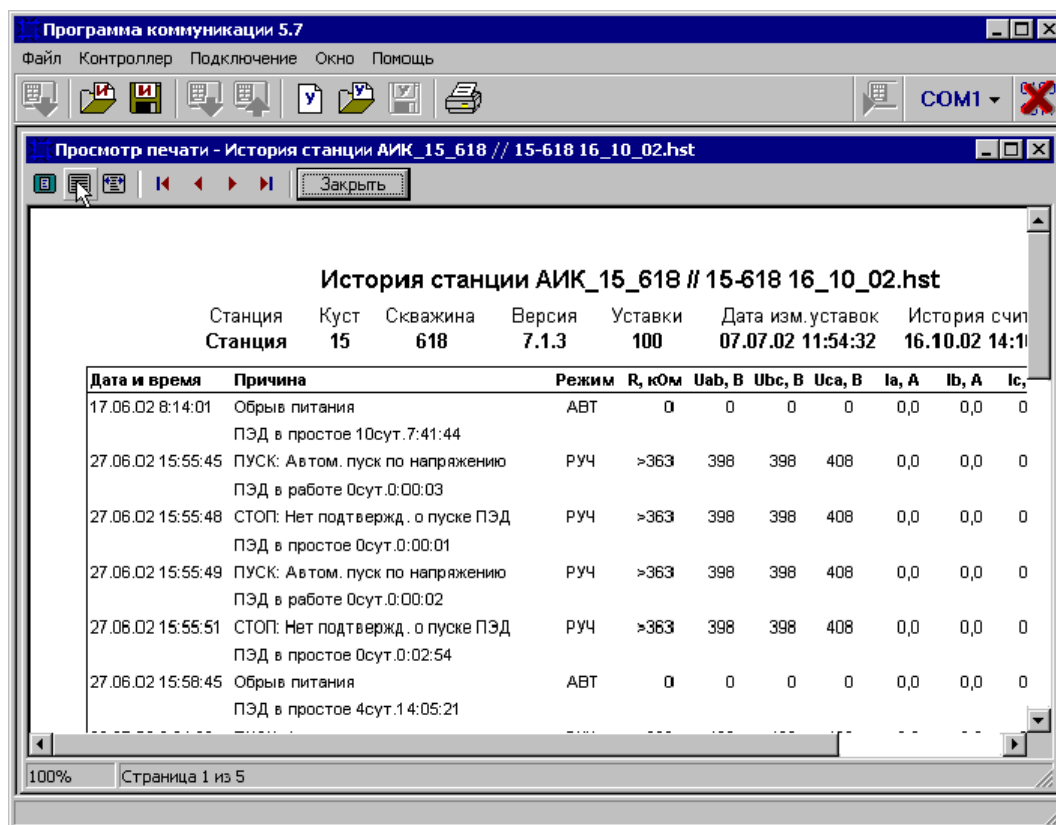 Программа коммуникации 5.7
Файл Контроллер Подключение Окно Помощь
И И У У У COM1
Просмотр печати - История станции АИК_15_618 // 15-618 16_10_02.hst
Закрыть
История станции АИК_15_618 // 15-618 16_10_02.hst
Станция Куст Скважина Версия Уставки Дата изм.уставок История счит
Станция 15 618 7.1.3 100 07.07.02 11:54:32 16.10.02 14:1
Дата и время Причина Режим R, кОм Uab, В Ubc, В Uca, В Ia, А Ib, А Ic,
17.06.02 8:14:01 Обрыв питания АВТ 0 0 0 0 0,0 0,0 0
ПЭД в простое 10сут.7:41:44
27.06.02 15:55:45 ПУСК: Автом. пуск по напряжению РУЧ >363 398 398 408 0,0 0,0 0
ПЭД в работе 0сут.0:00:03
27.06.02 15:55:48 СТОП: Нет подтвержд. о пуске ПЭД РУЧ >363 398 398 408 0,0 0,0 0
ПЭД в простое 0сут.0:00:01
27.06.02 15:55:49 ПУСК: Автом. пуск по напряжению РУЧ >363 398 398 408 0,0 0,0 0
ПЭД в работе 0сут.0:00:02
27.06.02 15:55:51 СТОП: Нет подтвержд. о пуске ПЭД РУЧ >363 398 398 408 0,0 0,0 0
ПЭД в простое 0сут.0:02:54
27.06.02 15:58:45 Обрыв питания АВТ 0 0 0 0 0,0 0,0 0
ПЭД в простое 4сут.14:05:21
100% Страница 1 из 5